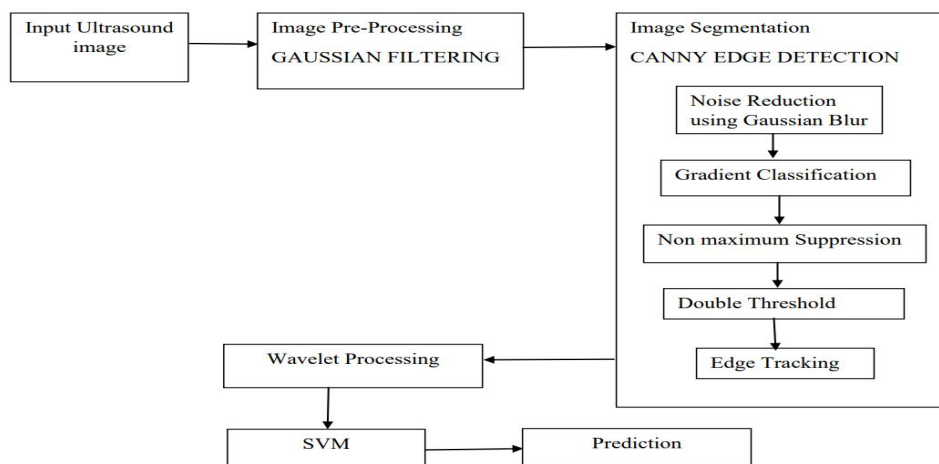 Input Ultrasound
image
Image Pre-Processing
GAUSSIAN FILTERING
Image Segmentation
CANNY EDGE DETECTION
Noise Reduction
using Gaussian Blur
Gradient Classification
Non maximum Suppression
Double Threshold
Edge Tracking
Wavelet Processing
SVM
Prediction